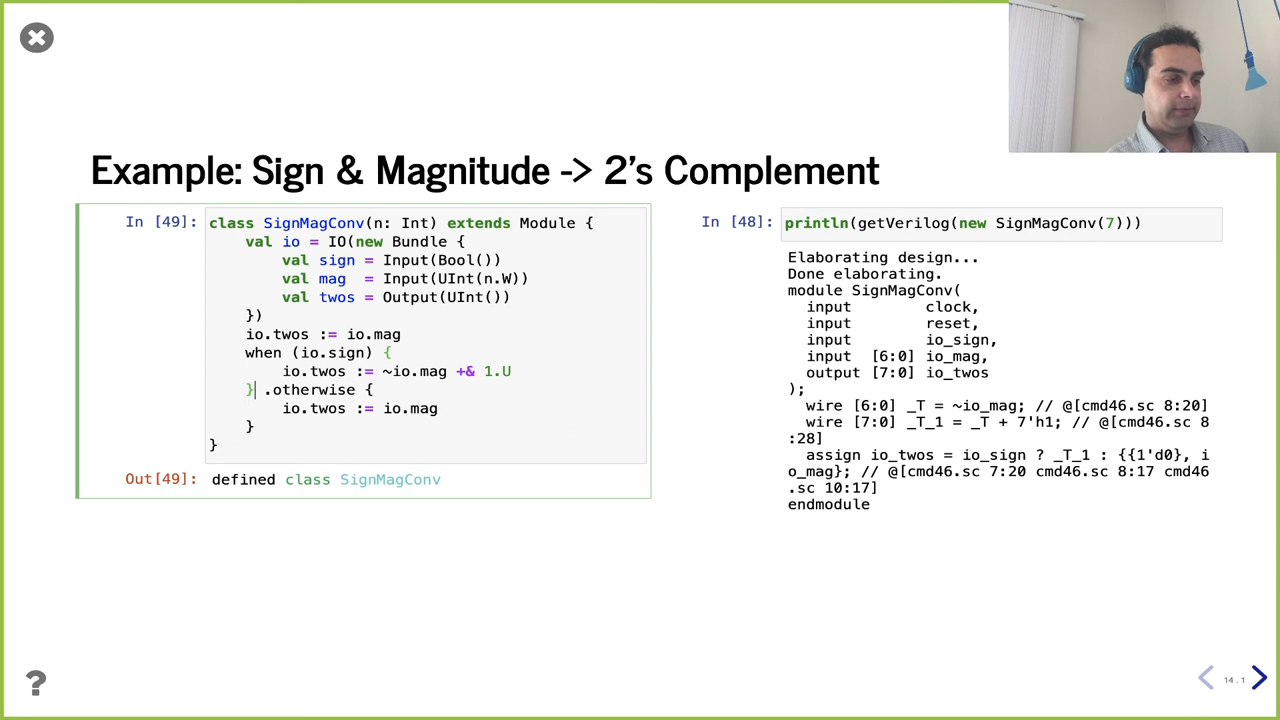 Example: Sign & Magnitude -> 2's Complement
In [49]:
class SignMagConv(n: Int) extends Module {
    val io = IO(new Bundle {
        val sign = Input(Bool())
        val mag  = Input(UInt(n.W))
        val twos = Output(UInt())
    })
    io.twos := io.mag
    when (io.sign) {
        io.twos := ~io.mag +& 1.U
    } .otherwise {
        io.twos := io.mag
    }
}
Out[49]: defined class SignMagConv
In [48]: println(getVerilog(new SignMagConv(7)))
Elaborating design...
Done elaborating.
module SignMagConv(
  input        clock,
  input        reset,
  input        io_sign,
  input  [6:0] io_mag,
  output [7:0] io_twos
);
  wire [6:0] _T = ~io_mag; // @[cmd46.sc 8:20]
  wire [7:0] _T_1 = _T + 7'h1; // @[cmd46.sc 8
:28]
  assign io_twos = io_sign ? _T_1 : {{1'd0}, i
o_mag}; // @[cmd46.sc 7:20 cmd46.sc 8:17 cmd46
.sc 10:17]
endmodule
?
14.1